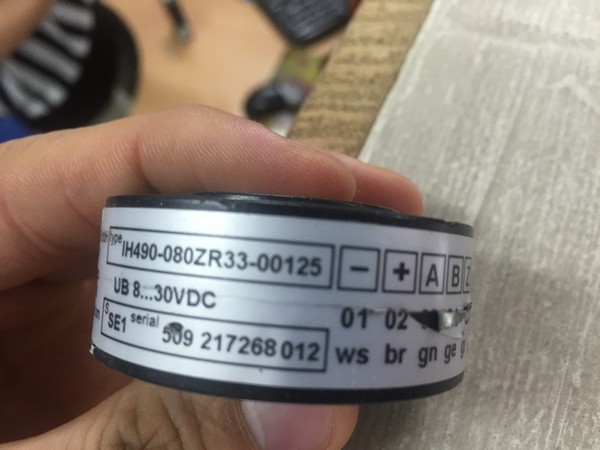 type IH490-080ZR33-00125 − + A B Z
UB 8...30VDC
01 02
SE1 serial 509 217268 012
ws br gn ge